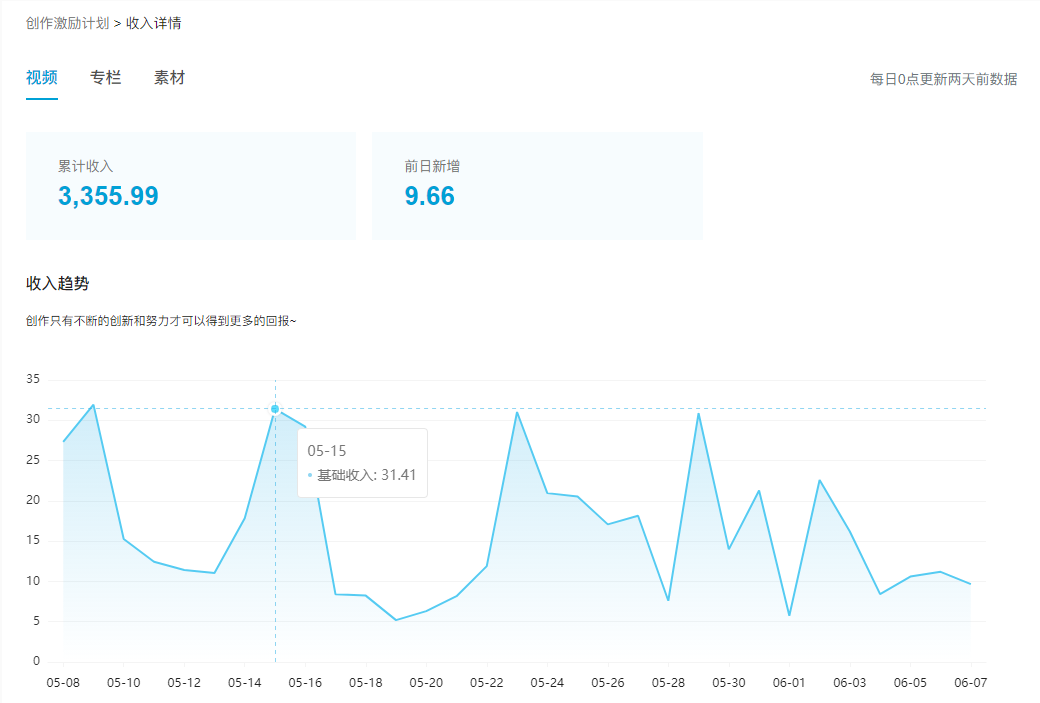 创作激励计划 > 收入详情
视频 专栏 素材 每日0点更新两天前数据
累计收入 前日新增
3,355.99 9.66
收入趋势
创作只有不断的创新和努力才可以得到更多的回报~
35
30
25
20
15
10
5
0
05-15
基础收入: 31.41
05-08 05-10 05-12 05-14 05-16 05-18 05-20 05-22 05-24 05-26 05-28 05-30 06-01 06-03 06-05 06-07